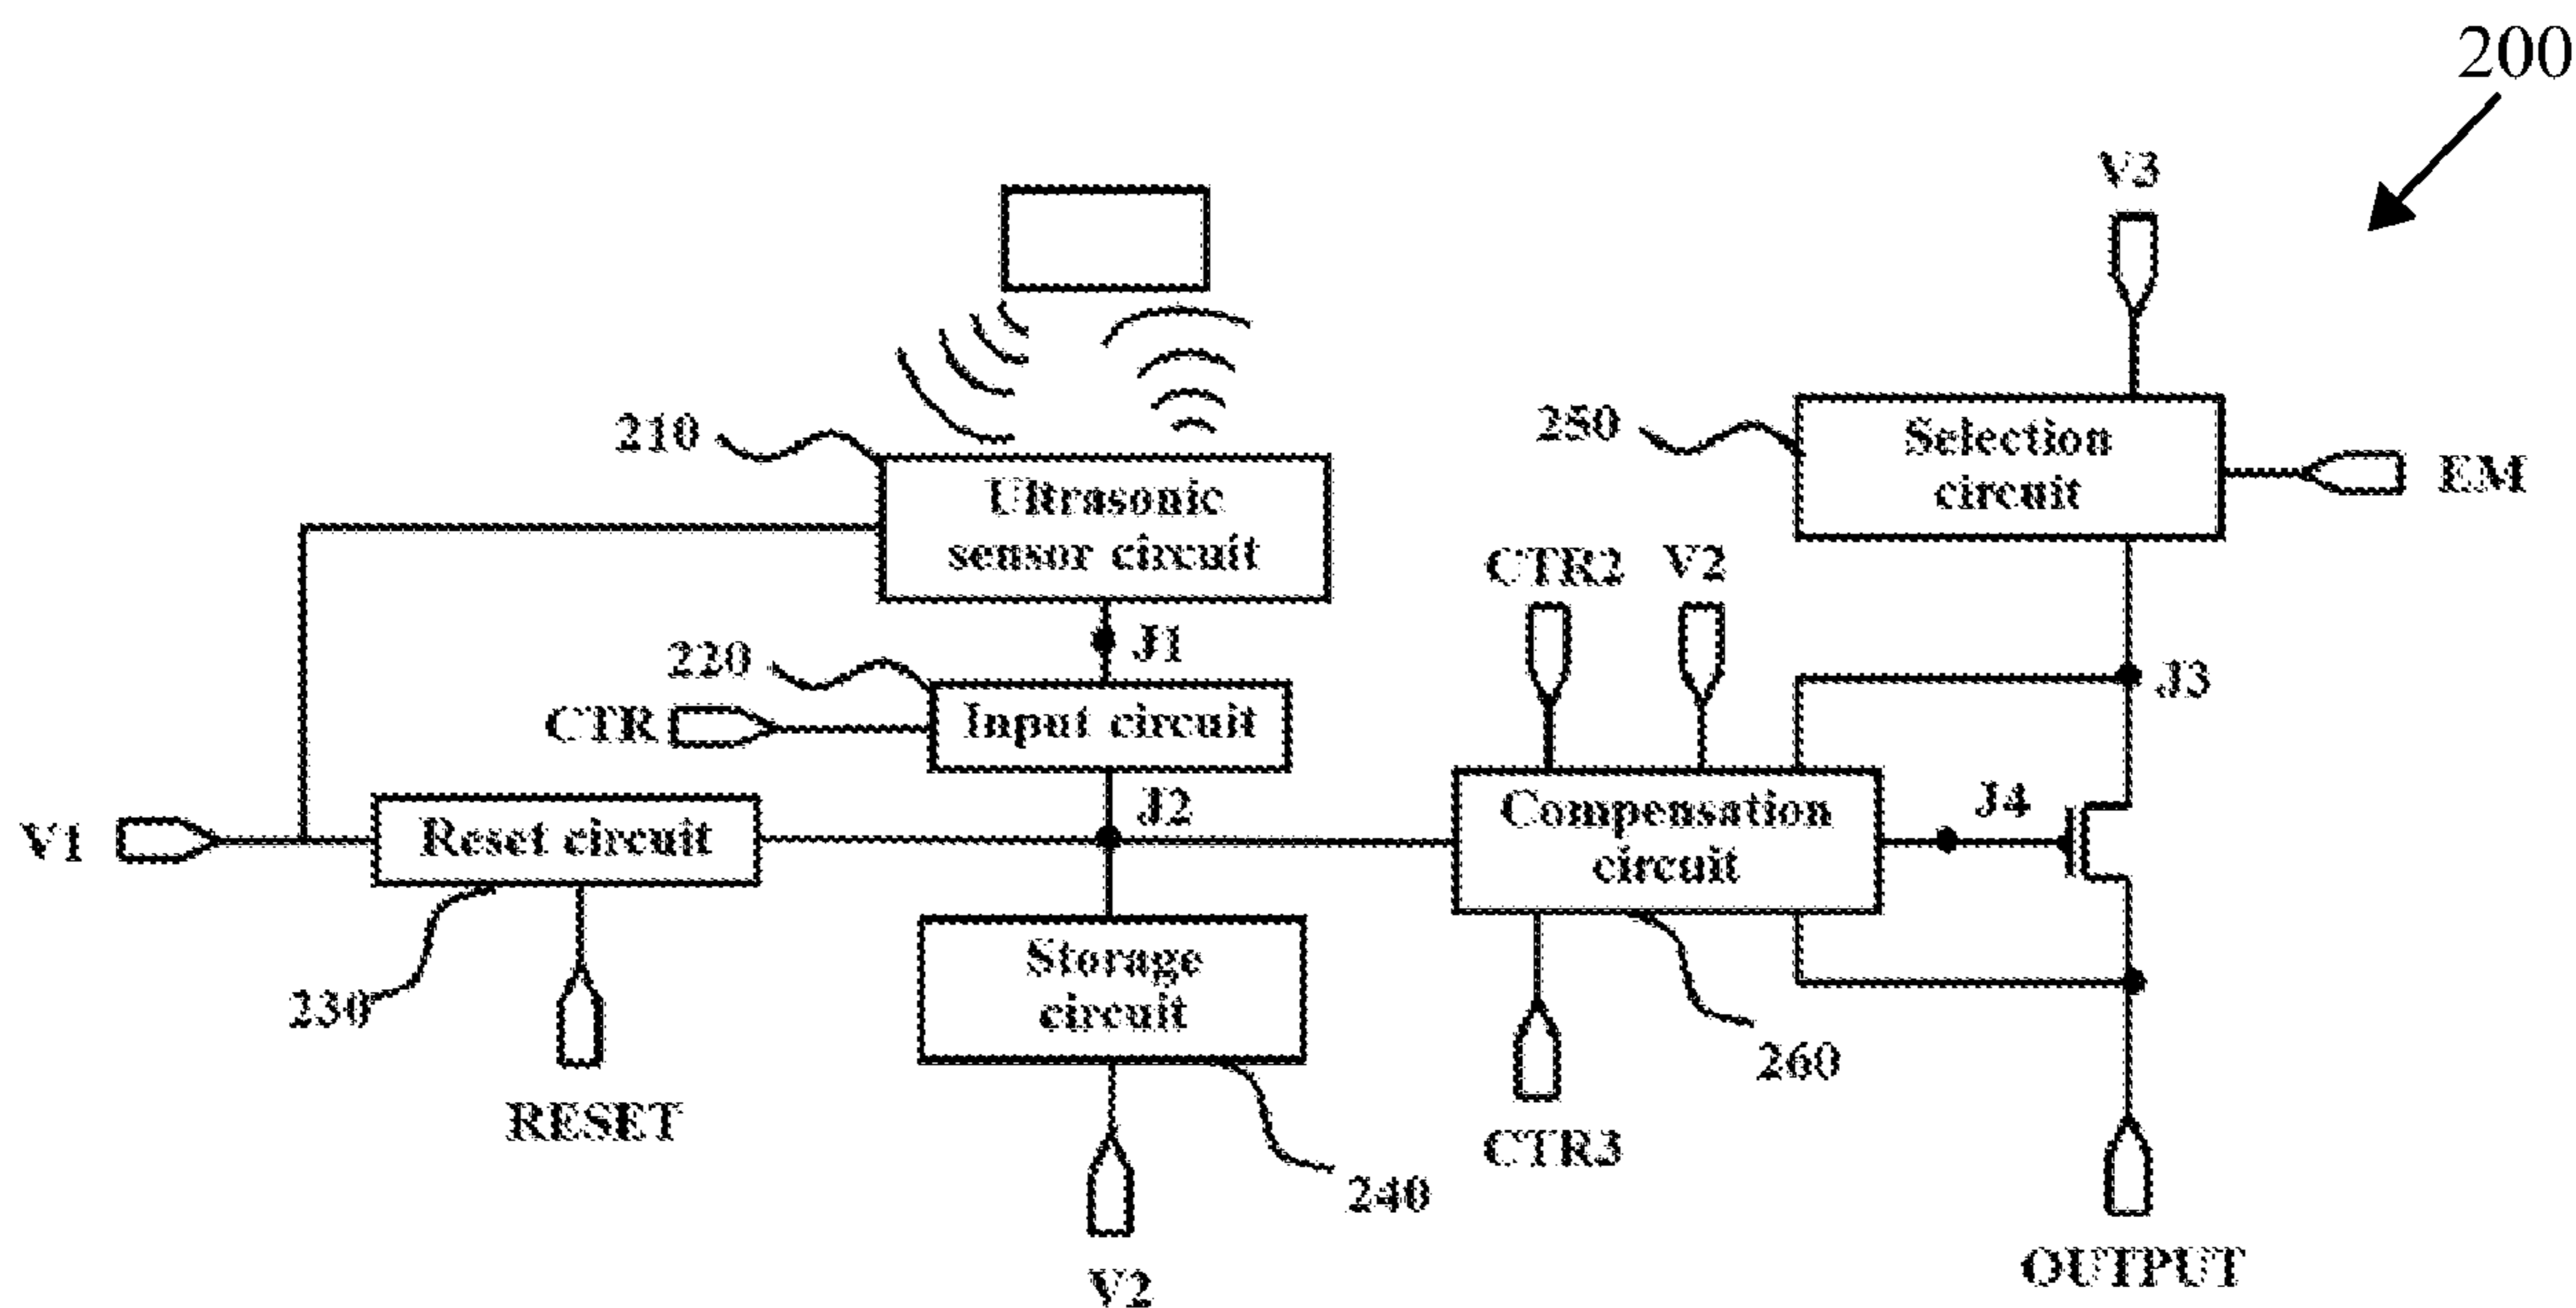 200
V3
210
250
Selection
circuit
EM
Ultrasonic
sensor circuit
CTR2
V2
J1
220
J3
CTR
Input circuit
J2
J4
V1
Reset circuit
Compensation
circuit
Storage
circuit
230
260
RESET
CTR3
240
V2
OUTPUT